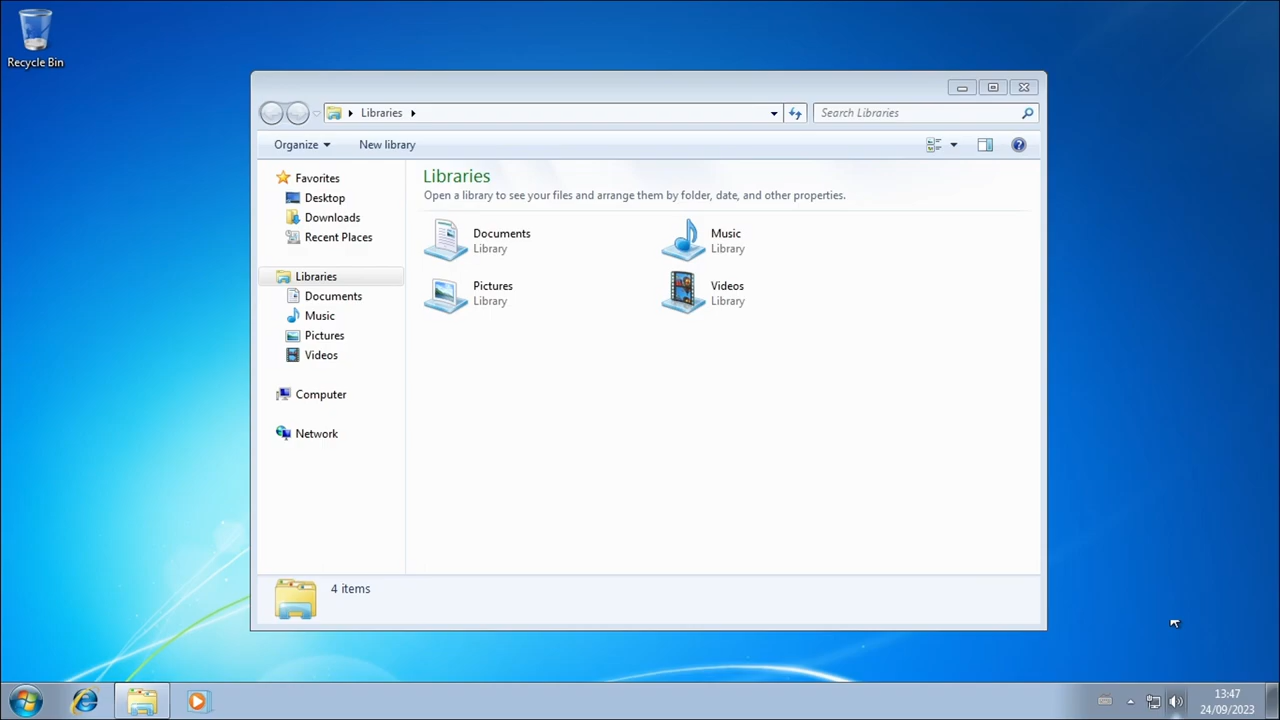 Recycle Bin
Libraries
Search Libraries
Organize
New library
Favorites
Desktop
Downloads
Recent Places
Libraries
Documents
Music
Pictures
Videos
Computer
Network
Libraries
Open a library to see your files and arrange them by folder, date, and other properties.
Documents
Library
Music
Library
Pictures
Library
Videos
Library
4 items
13:47
24/09/2023